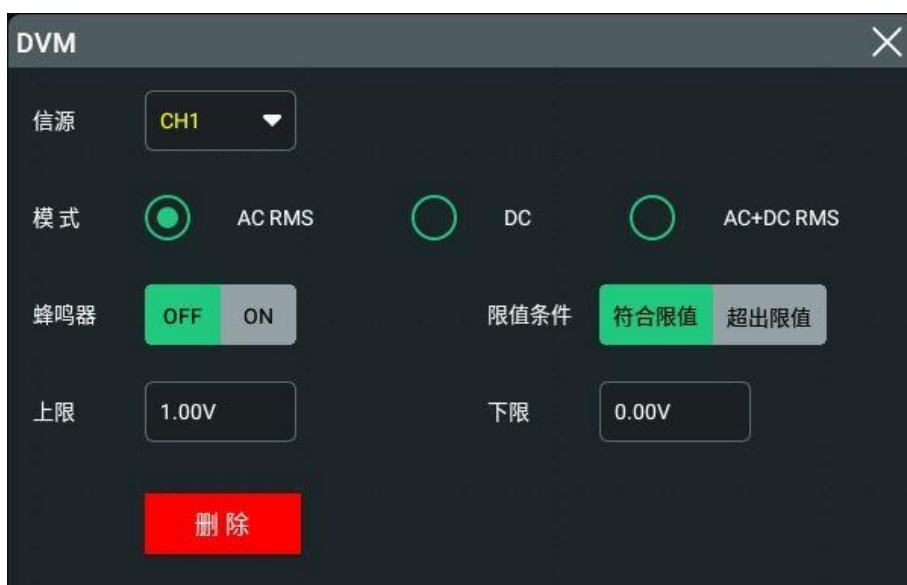 DVM
信源 CH1
模式 AC RMS DC AC+DC RMS
蜂鸣器 OFF ON 限值条件 符合限值 超出限值
上限 1.00V 下限 0.00V
删除